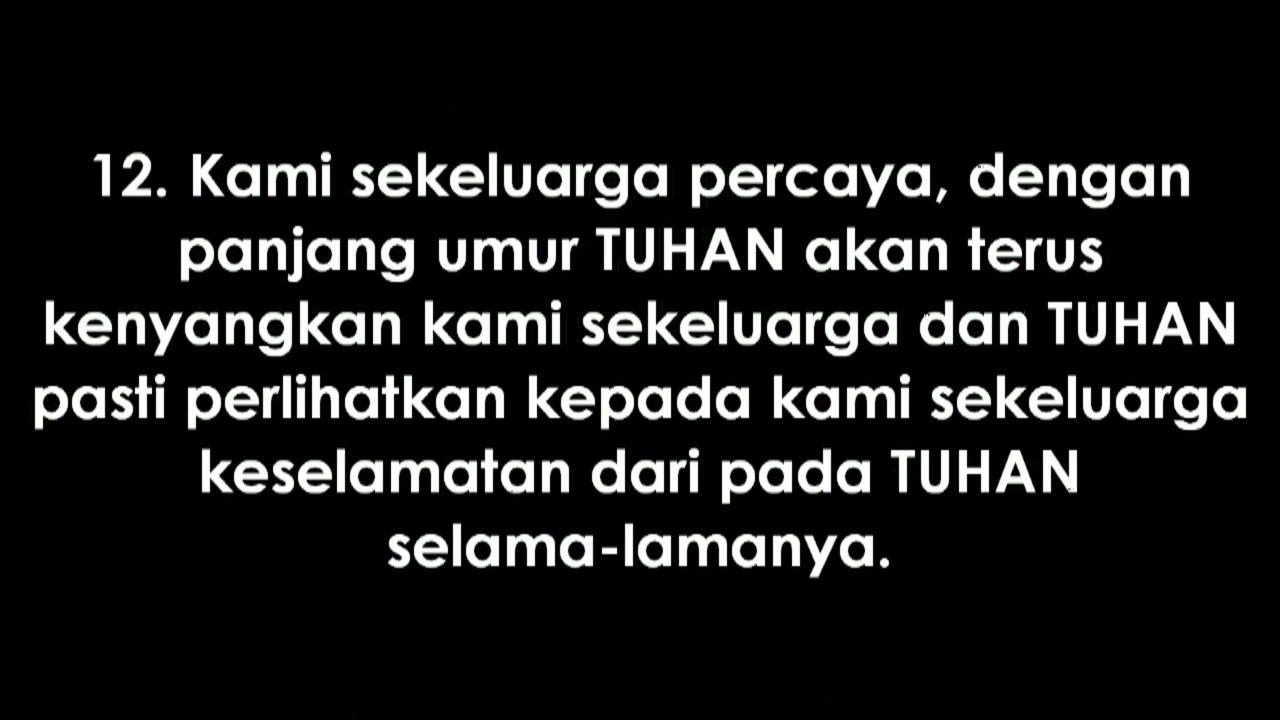 12. Kami sekeluarga percaya, dengan
panjang umur TUHAN akan terus
kenyangkan kami sekeluarga dan TUHAN
pasti perlihatkan kepada kami sekeluarga
keselamatan dari pada TUHAN
selama-lamanya.